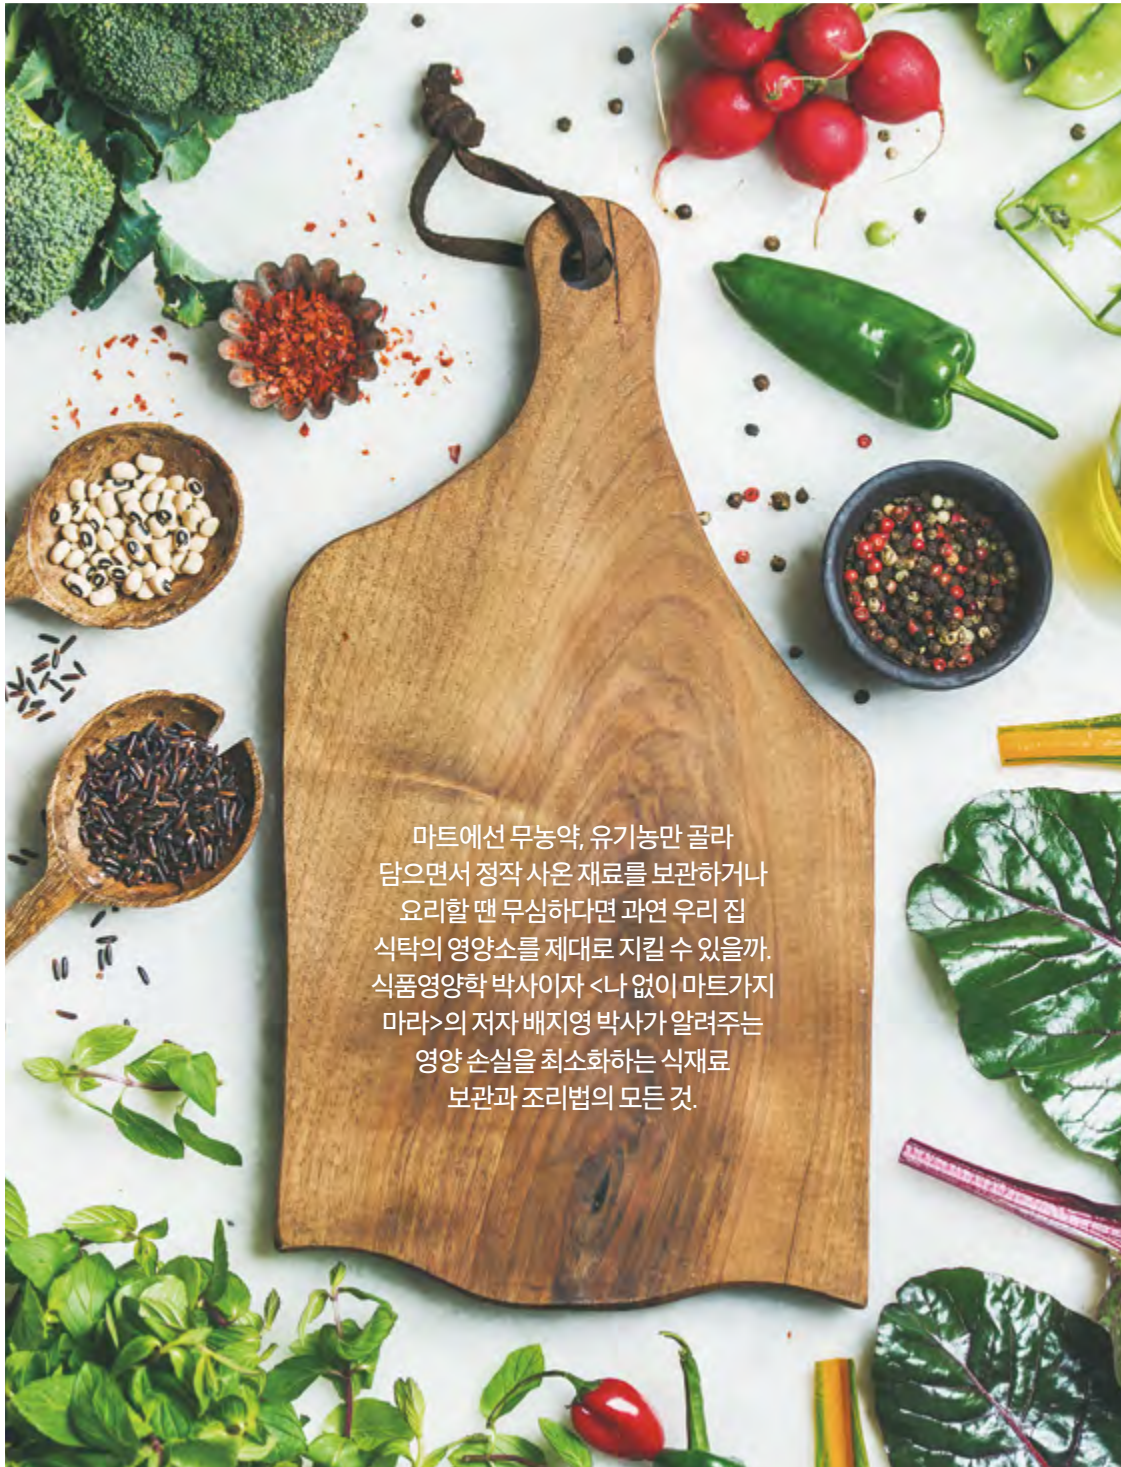 마트에선 무농약, 유기농만 골라
담으면서 정작 사온 재료를 보관하거나
요리할 땐 무심하다면 과연 우리 집
식탁의 영양소를 제대로 지킬 수 있을까.
식품영양학 박사이자 <나 없이 마트가지
마라>의 저자 배지영 박사가 알려주는
영양 손실을 최소화하는 식재료
보관과 조리법의 모든 것.